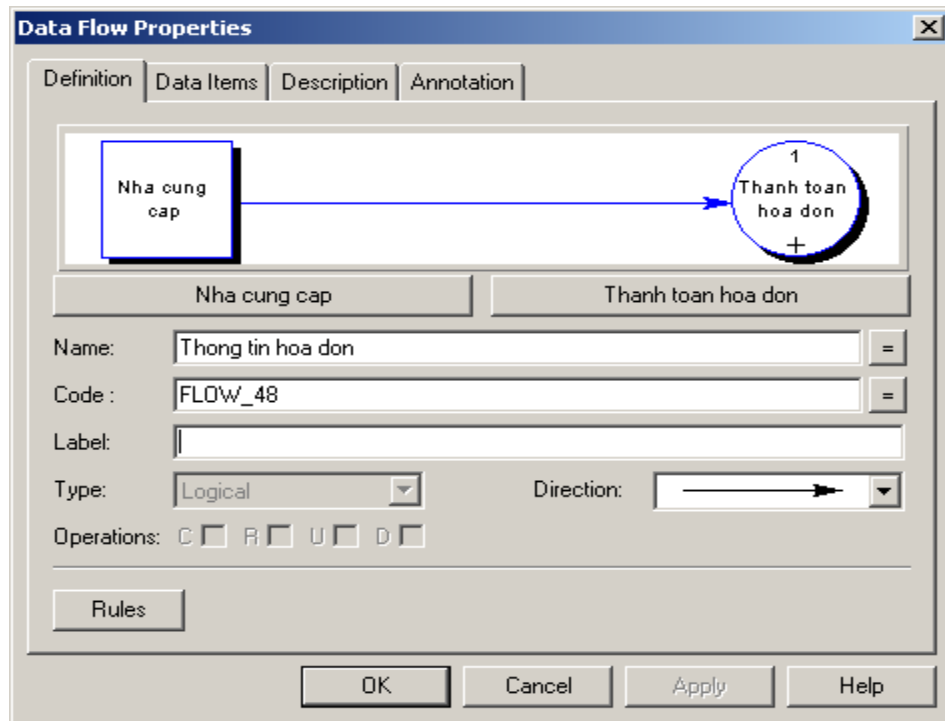 Data Flow Properties
Definition Data Items Description Annotation
Nha cung
cap
1
Thanh toan
hoa don
+
Nha cung cap Thanh toan hoa don
Name: Thong tin hoa don =
Code : FLOW_48 =
Label:
Type: Logical Direction:
Operations: C R U D
Rules
OK Cancel Apply Help